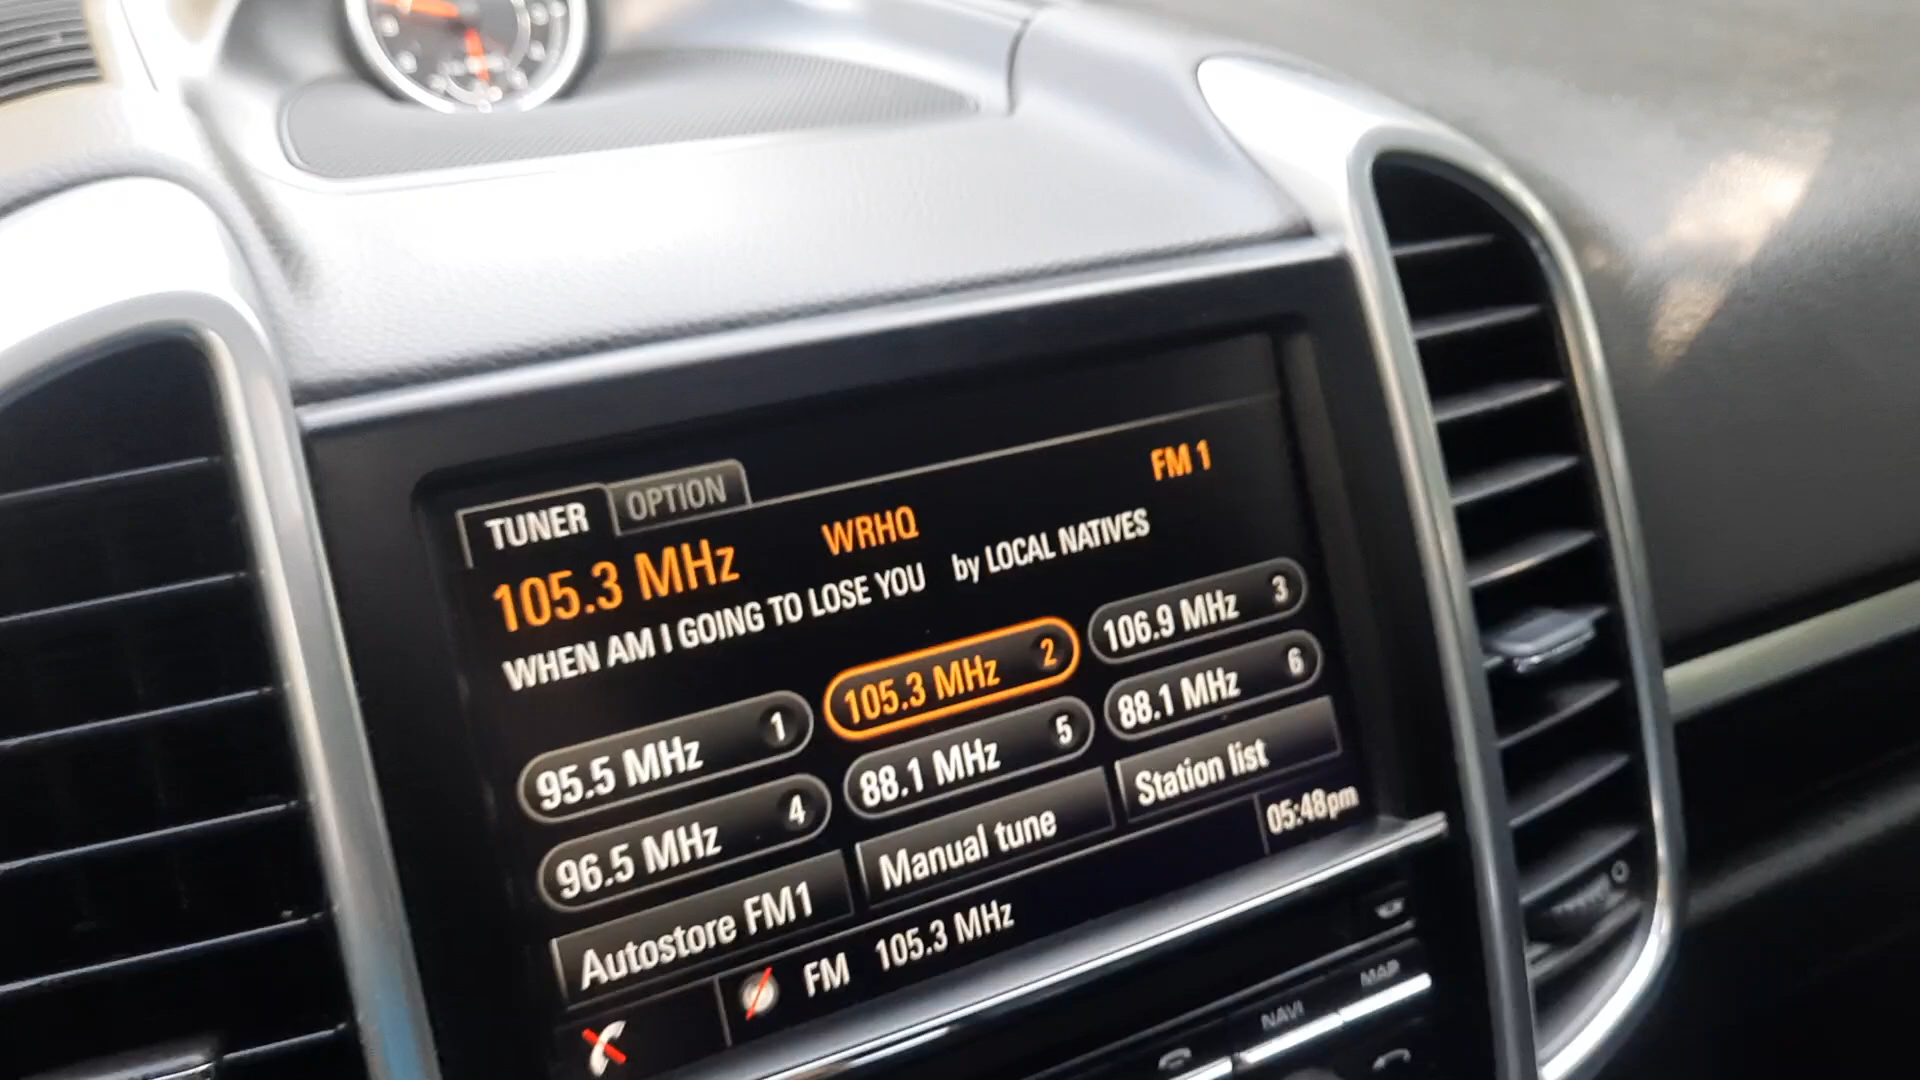 TUNER OPTION
FM 1
105.3 MHz WRHQ
WHEN AM I GOING TO LOSE YOU by LOCAL NATIVES
95.5 MHz 1 105.3 MHz 2 106.9 MHz 3
96.5 MHz 4 88.1 MHz 5 88.1 MHz 6
Autostore FM1 Manual tune Station list
FM 105.3 MHz 05:48pm
NAVI MAP